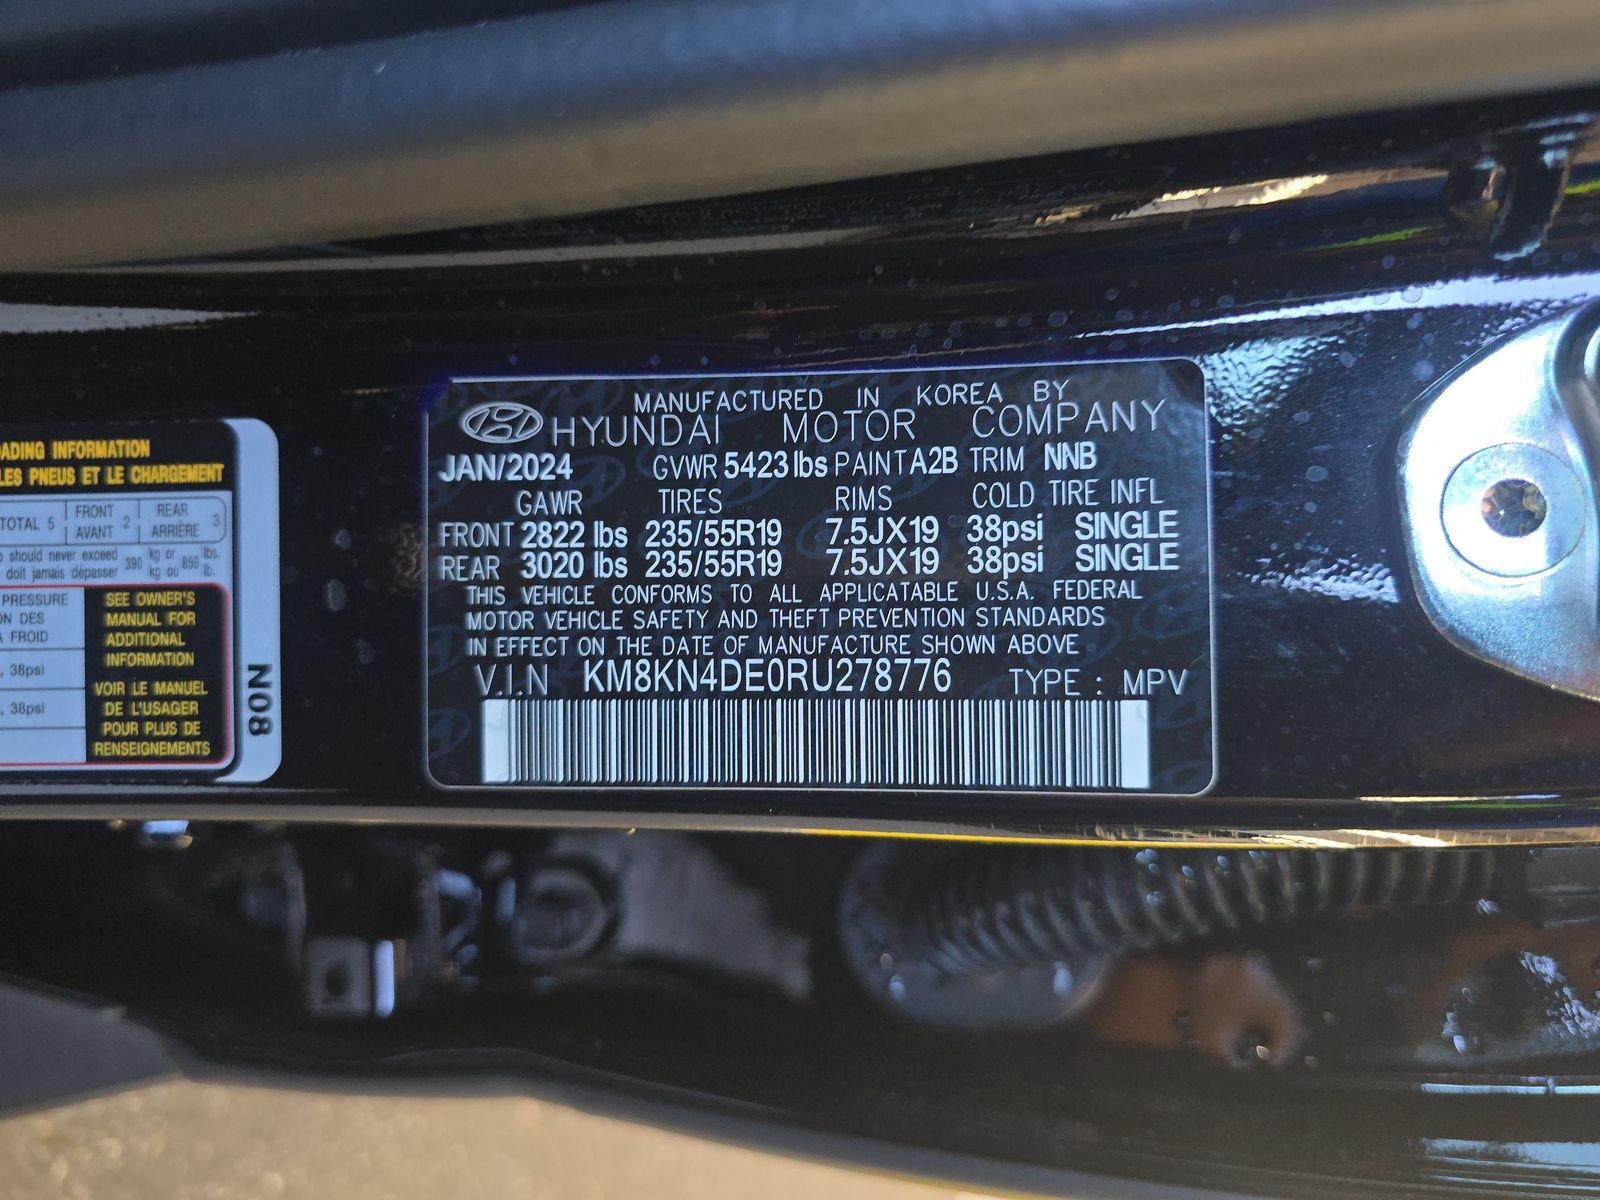 MANUFACTURED IN KOREA BY
HYUNDAI MOTOR COMPANY
JAN/2024 GVWR 5423 lbs PAINT A2B TRIM NNB
GAWR TIRES RIMS COLD TIRE INFL
FRONT 2822 lbs 235/55R19 7.5JX19 38psi SINGLE
REAR 3020 lbs 235/55R19 7.5JX19 38psi SINGLE
THIS VEHICLE CONFORMS TO ALL APPLICATABLE U.S.A. FEDERAL
MOTOR VEHICLE SAFETY AND THEFT PREVENTION STANDARDS
IN EFFECT ON THE DATE OF MANUFACTURE SHOWN ABOVE
V.I.N KM8KN4DE0RU278776 TYPE : MPV
INFORMATION
LES PNEUS ET LE CHARGEMENT
TOTAL 5 FRONT AVANT 2 REAR ARRIÈRE 3
should never exceed 390 kg or 859 lbs.
doit jamais dépasser kg ou lb.
PRESSURE
DES
FROID
, 38psi
, 38psi
SEE OWNER'S
MANUAL FOR
ADDITIONAL
INFORMATION
VOIR LE MANUEL
DE L'USAGER
POUR PLUS DE
RENSEIGNEMENTS
N08